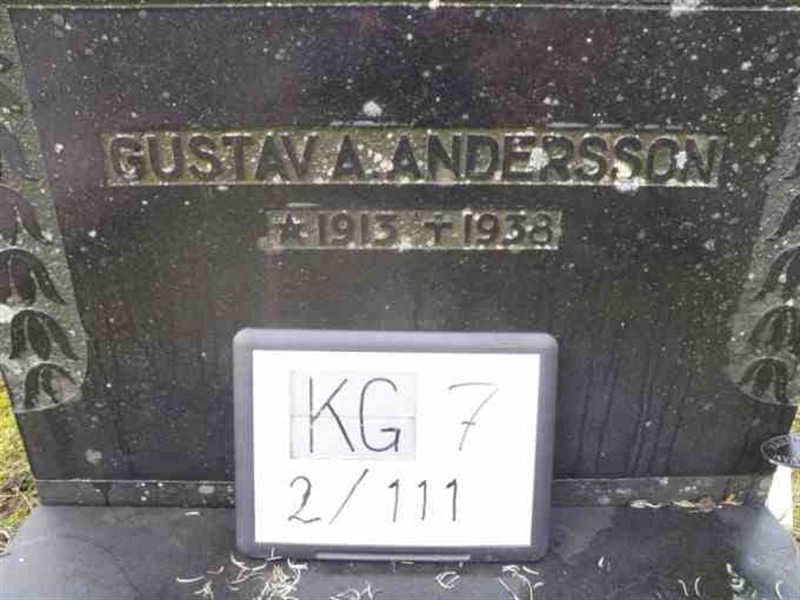 GUSTAV A. ANDERSSON
★ 1913 ✝ 1938
KG 7
2/111